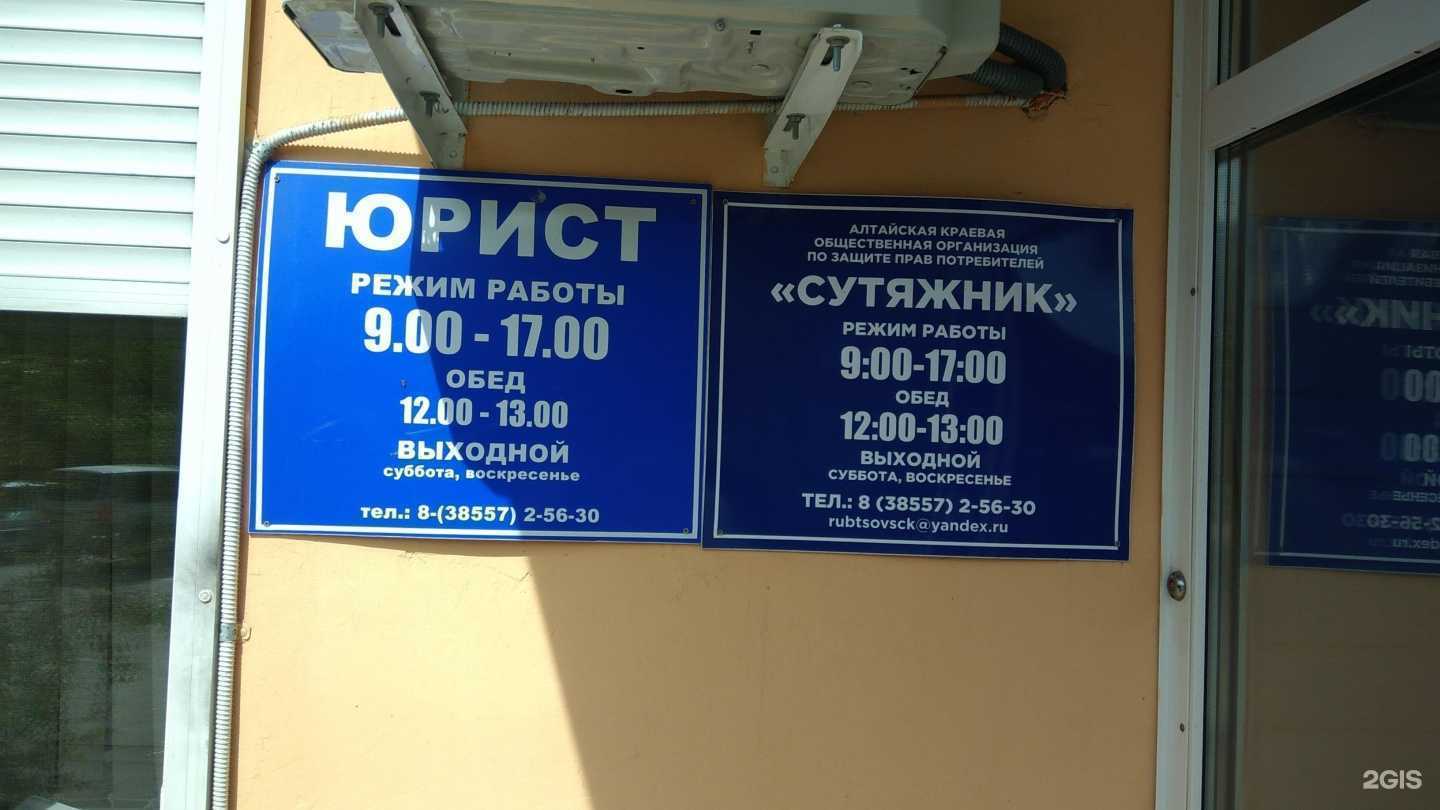 ЮРИСТ
РЕЖИМ РАБОТЫ
9.00 - 17.00
ОБЕД
12.00 - 13.00
ВЫХОДНОЙ
суббота, воскресенье
тел.: 8-(38557) 2-56-30
АЛТАЙСКАЯ КРАЕВАЯ
ОБЩЕСТВЕННАЯ ОРГАНИЗАЦИЯ
ПО ЗАЩИТЕ ПРАВ ПОТРЕБИТЕЛЕЙ
«СУТЯЖНИК»
РЕЖИМ РАБОТЫ
9:00-17:00
ОБЕД
12:00-13:00
ВЫХОДНОЙ
СУББОТА, ВОСКРЕСЕНЬЕ
ТЕЛ.: 8 (38557) 2-56-30
rubtsovsck@yandex.ru
2GIS